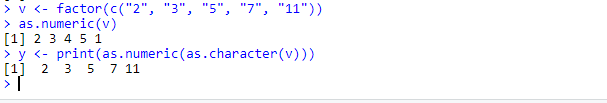 > v <- factor(c("2", "3", "5", "7", "11"))
> as.numeric(v)
[1] 2 3 4 5 1
> y <- print(as.numeric(as.character(v)))
[1]  2  3  5  7 11
>